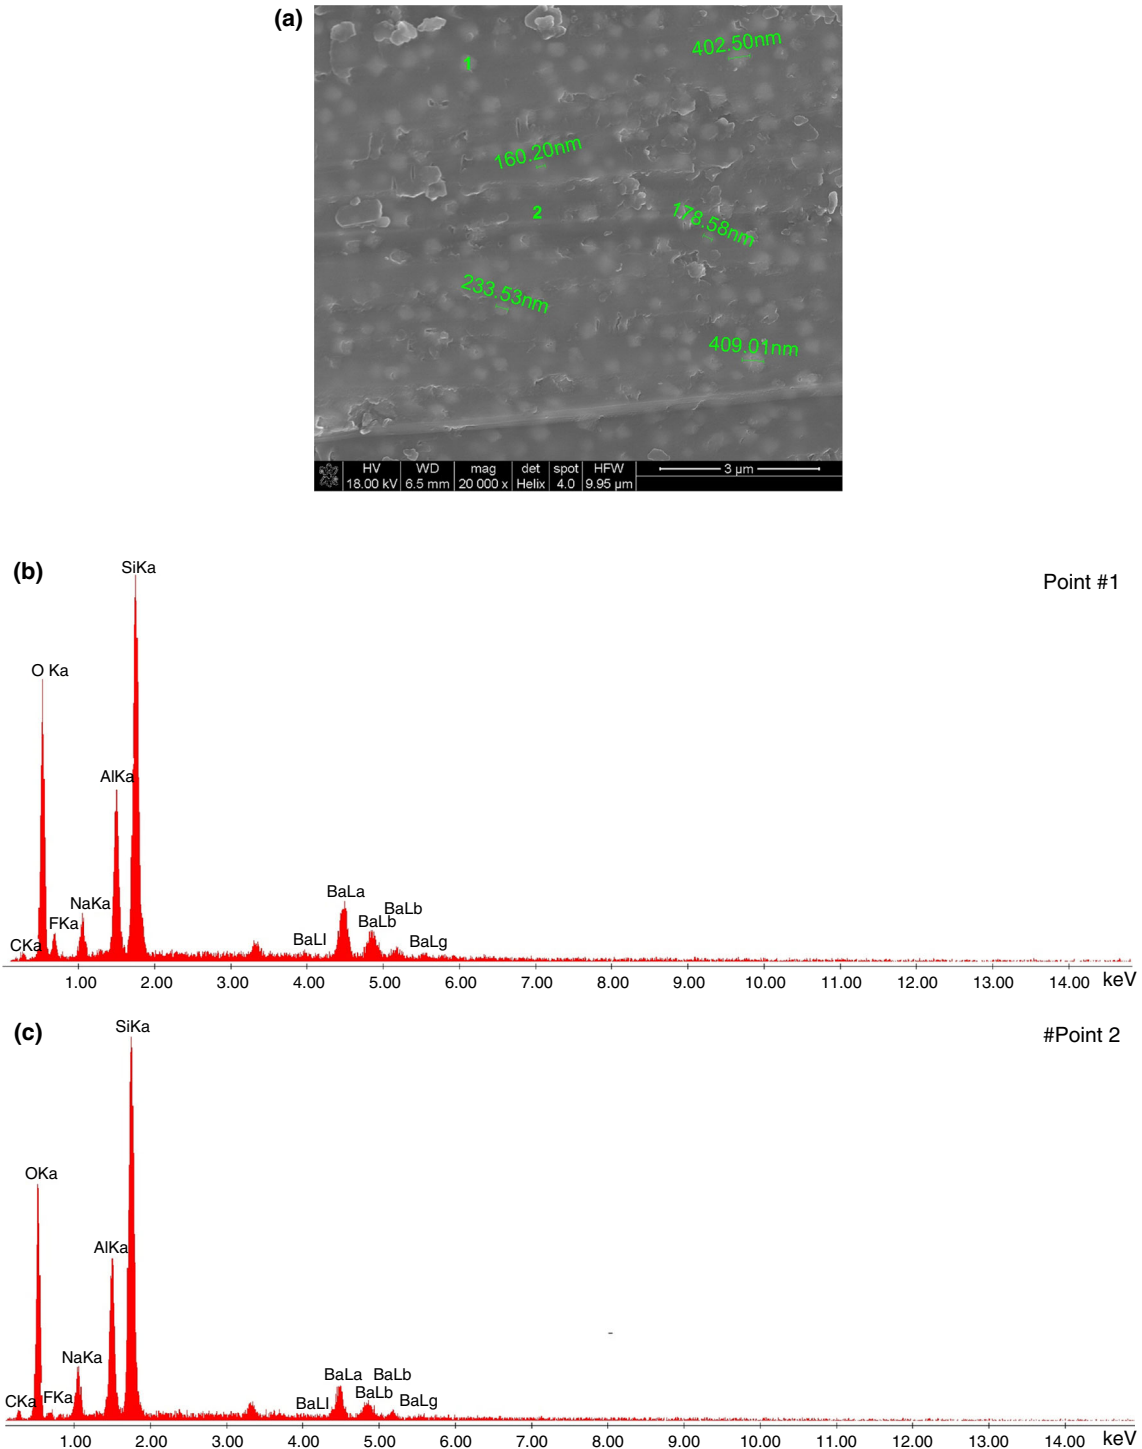 (a)
402.50nm
1
160.20nm
2
178.58nm
233.53nm
409.01nm
HV WD mag det spot HFW 3 µm
18.00 kV 6.5 mm 20 000 x Helix 4.0 9.95 µm
(b)
SiKa
Point #1
O Ka
AlKa
BaLa
NaKa
BaLb
FKa
BaLb
CKa
BaLl
BaLg
1.00 2.00 3.00 4.00 5.00 6.00 7.00 8.00 9.00 10.00 11.00 12.00 13.00 14.00 keV
(c)
SiKa
#Point 2
OKa
AlKa
NaKa
BaLa BaLb
BaLb
CKa FKa
BaLl
BaLg
1.00 2.00 3.00 4.00 5.00 6.00 7.00 8.00 9.00 10.00 11.00 12.00 13.00 14.00 keV